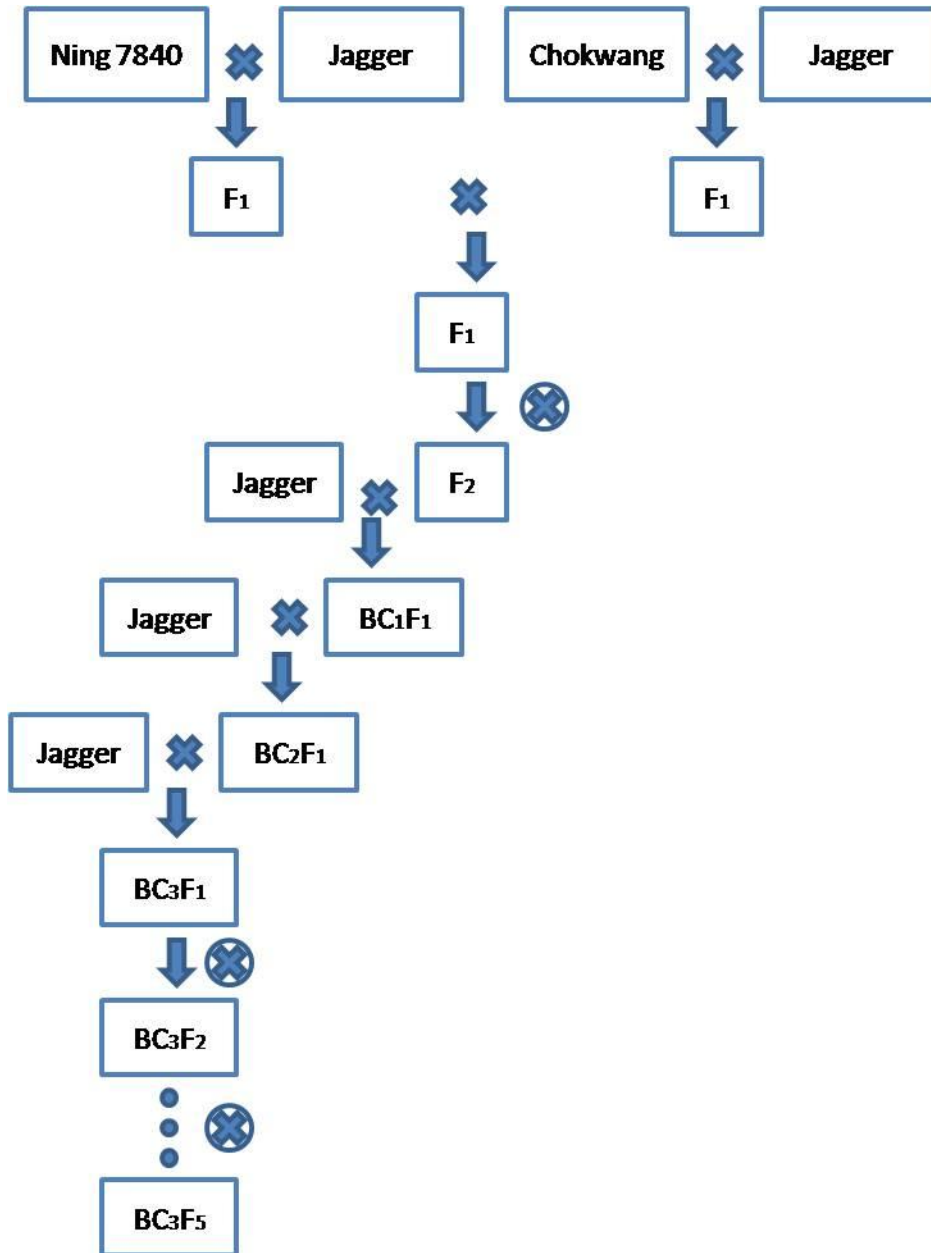 Ning 7840
Jagger
Chokwang
Jagger
F1
F1
F1
F2
Jagger
BC1F1
Jagger
BC2F1
Jagger
BC3F1
BC3F2
BC3F5